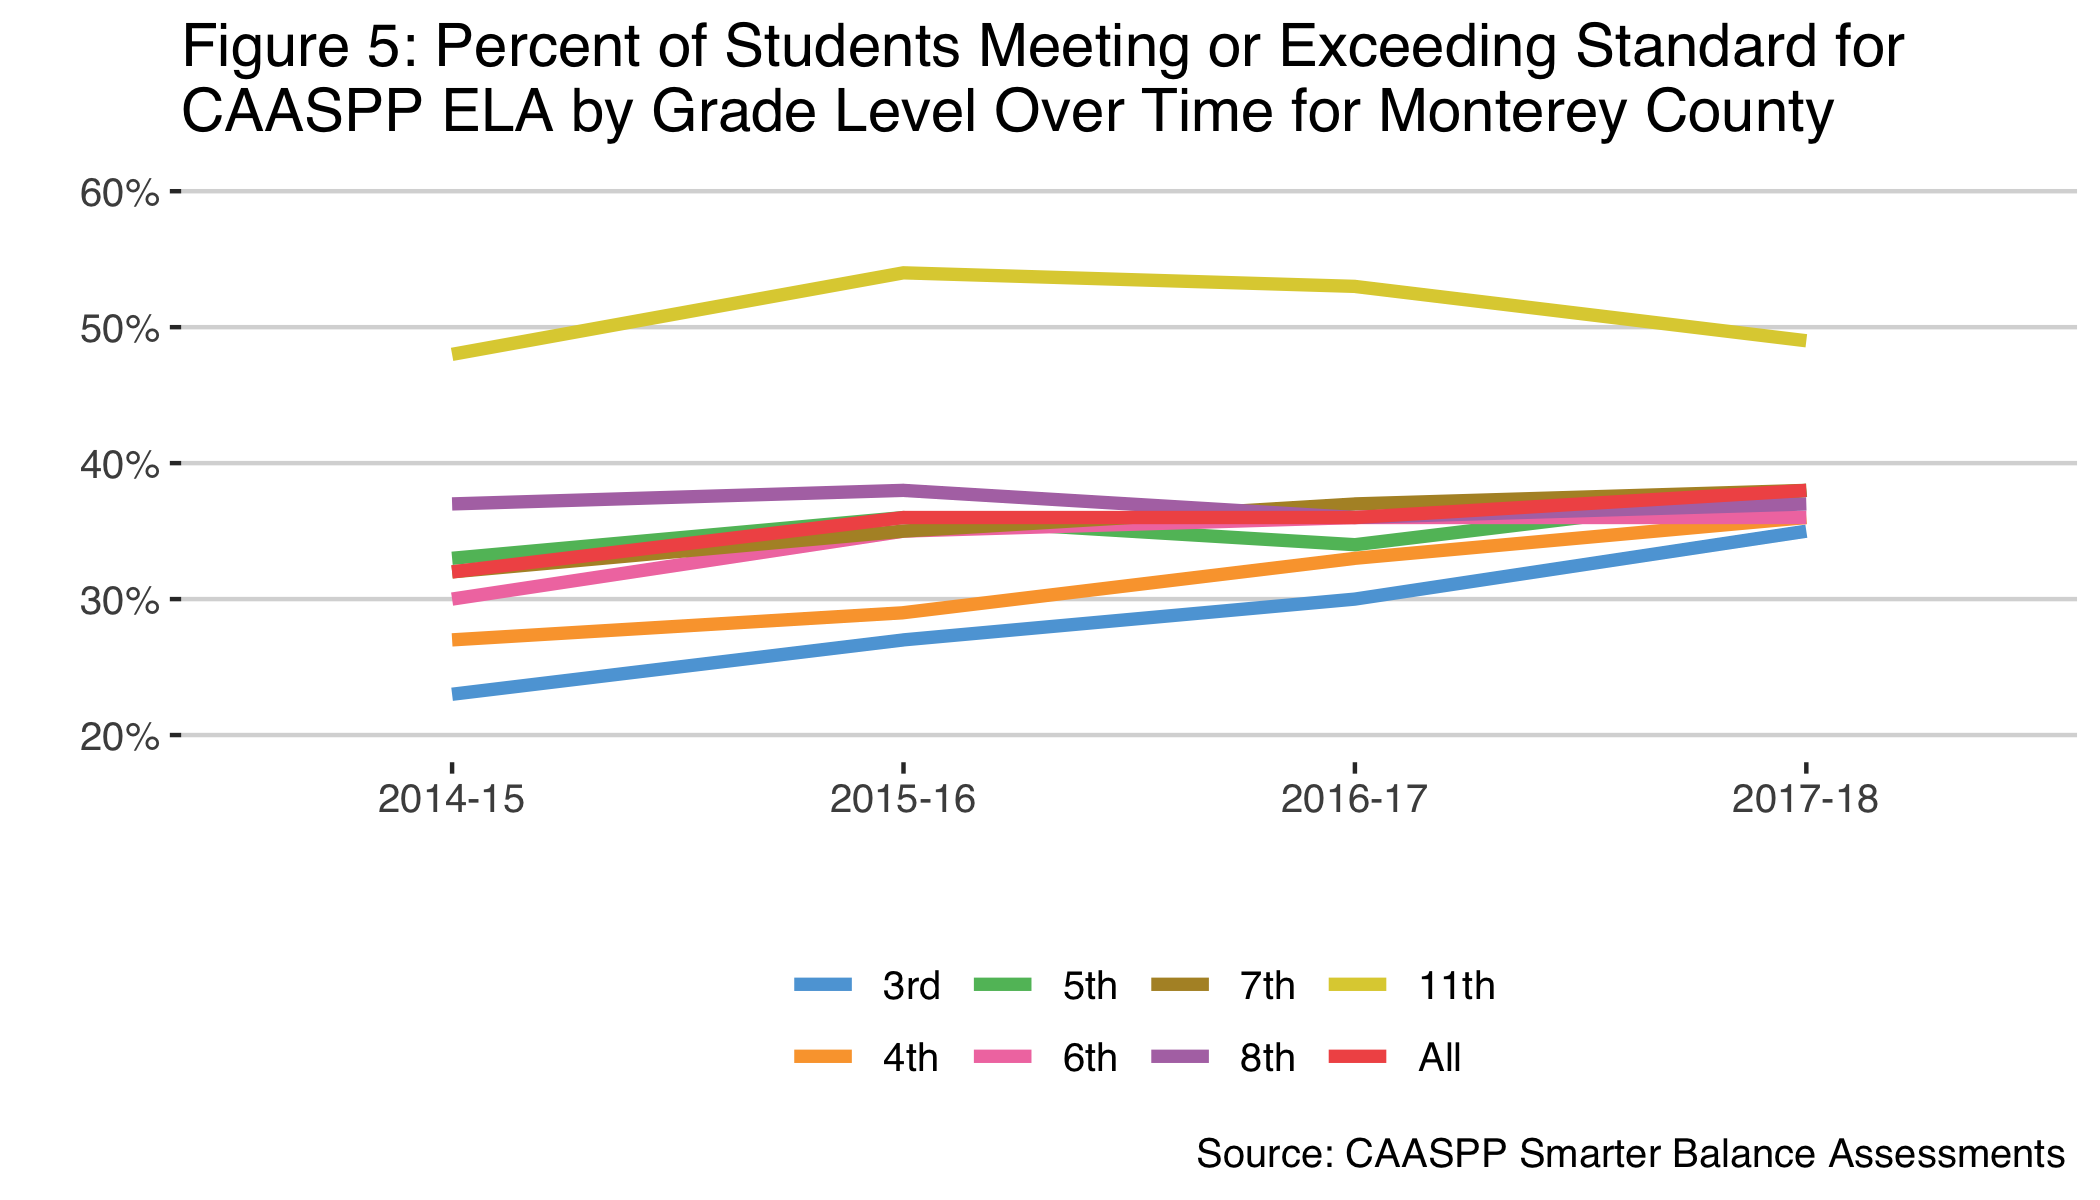 Figure 5: Percent of Students Meeting or Exceeding Standard for
CAASPP ELA by Grade Level Over Time for Monterey County
60%
50%
40%
30%
20%
2014-15 2015-16 2016-17 2017-18
3rd 5th 7th 11th
4th 6th 8th All
Source: CAASPP Smarter Balance Assessments